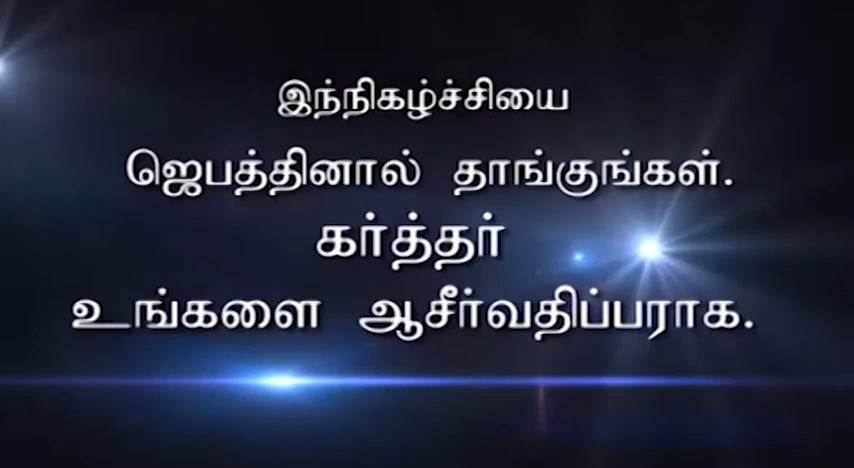 இந்நிகழ்ச்சியை
ஜெபத்தினால் தாங்குங்கள்.
கர்த்தர்
உங்களை ஆசீர்வதிப்பராக.